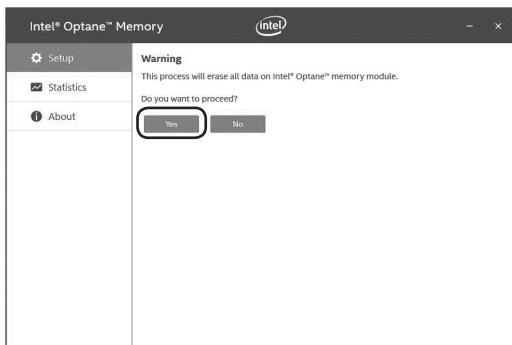 Intel® Optane™ Memory
intel
Setup
Statistics
About
Warning
This process will erase all data on Intel® Optane™ memory module.
Do you want to proceed?
Yes No